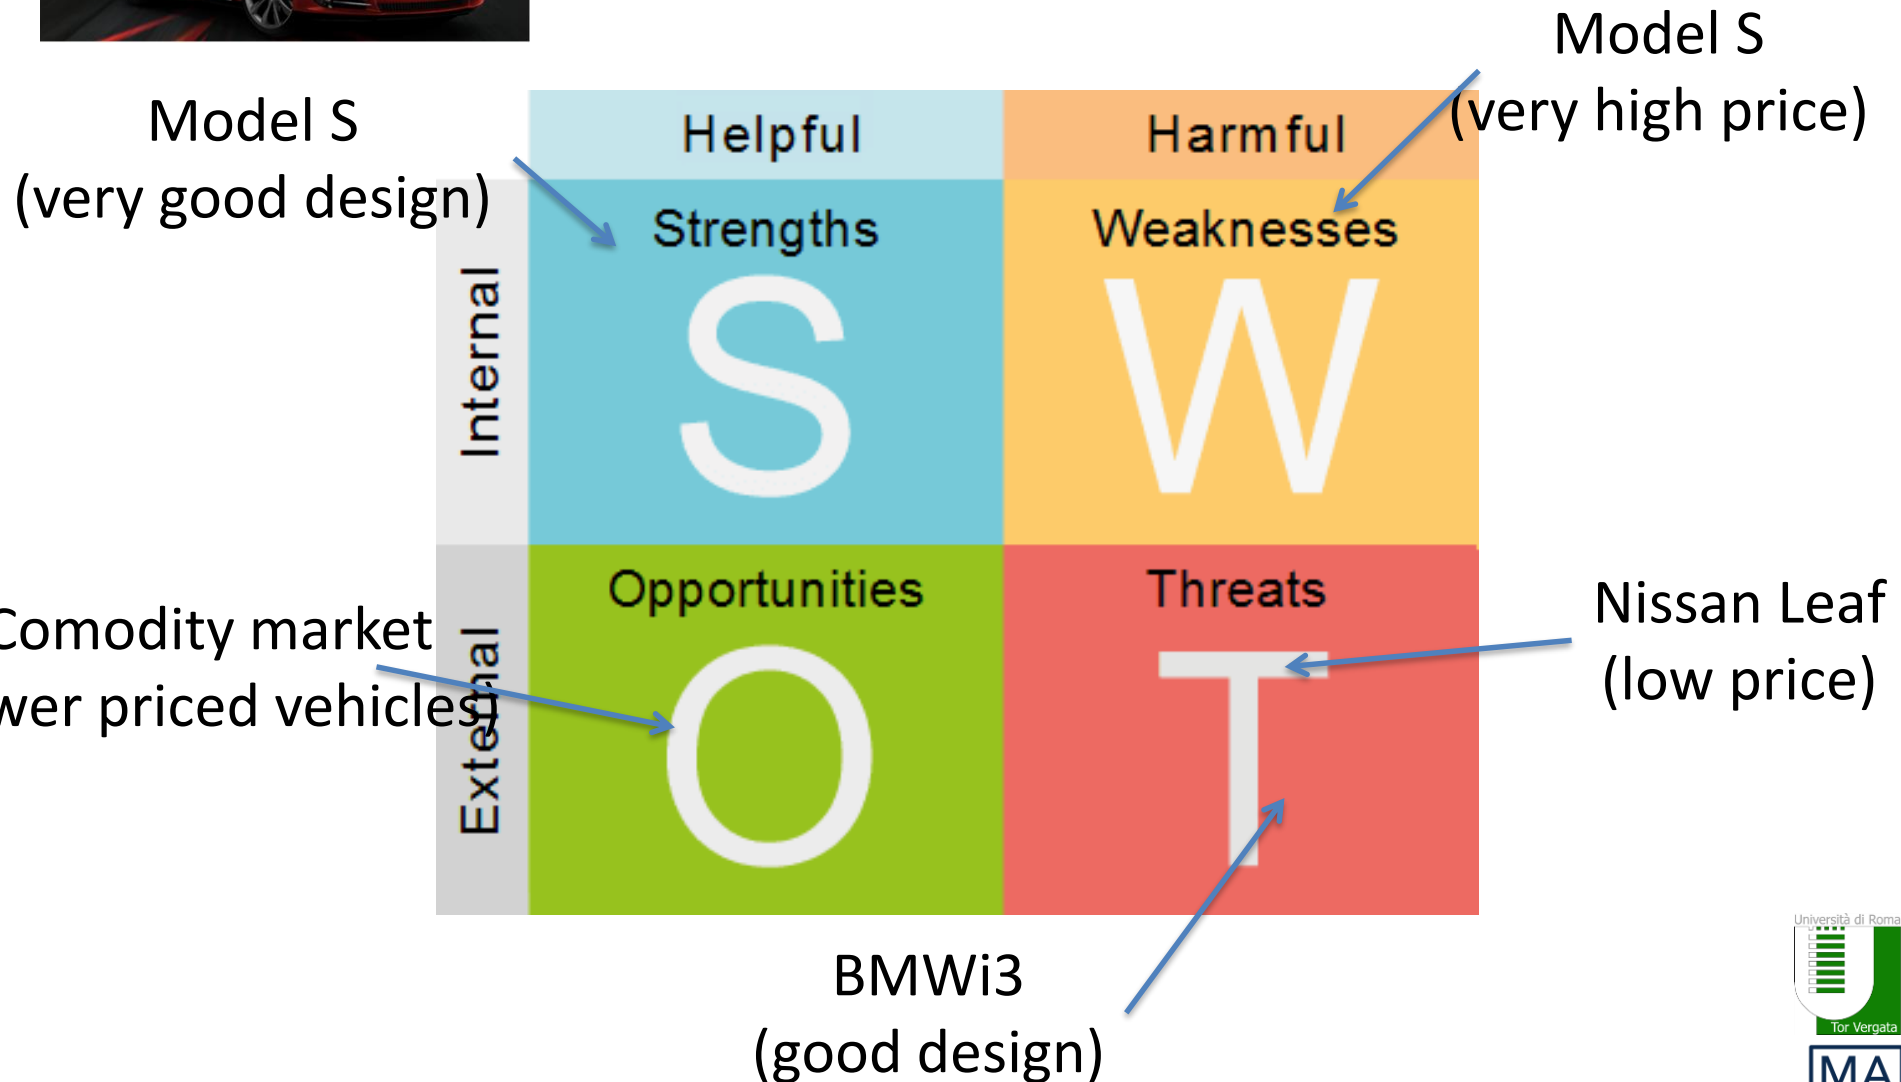 Model S
(very high price)
Model S
(very good design)
Helpful
Harmful
Internal
Strengths
S
Weaknesses
W
External
Opportunities
O
Threats
T
Comodity market
priced vehicles)
Nissan Leaf
(low price)
BMWi3
(good design)
Università di Roma
Tor Vergata
MA